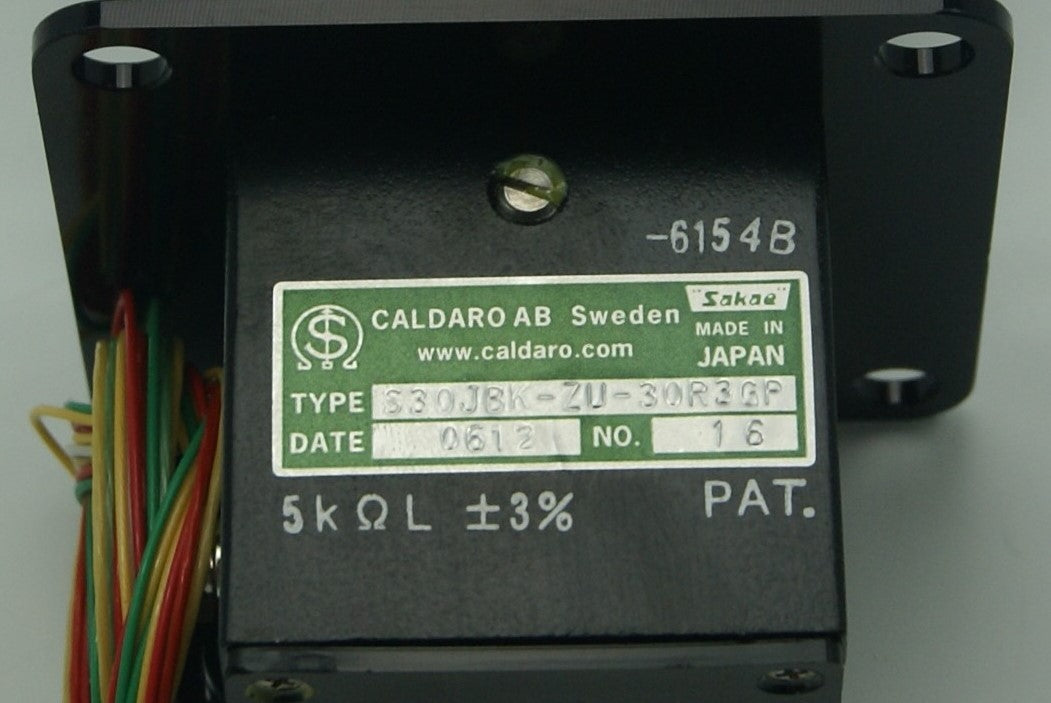 -6154B
CALDARO AB Sweden
"Sakae"
www.caldaro.com
MADE IN
JAPAN
TYPE S30JBK-ZU-30R3GP
DATE 0612 NO. 16
5kΩL ±3%
PAT.